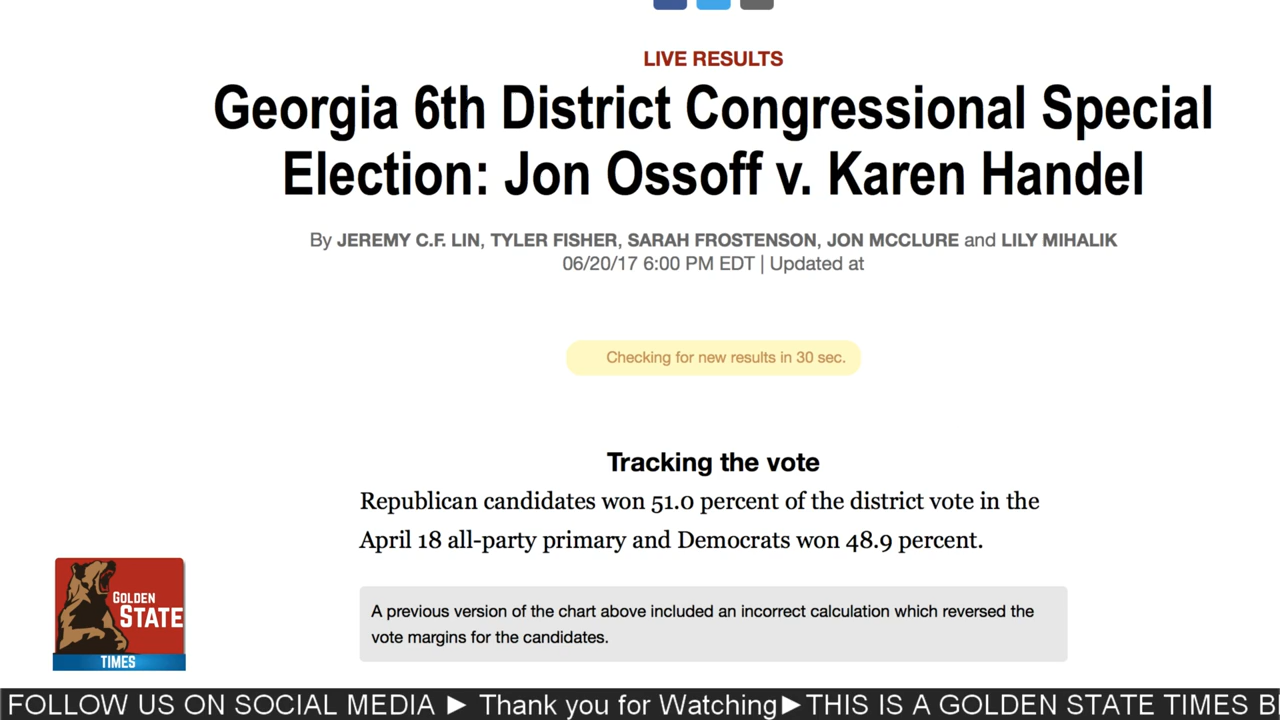 LIVE RESULTS
Georgia 6th District Congressional Special
Election: Jon Ossoff v. Karen Handel
By JEREMY C.F. LIN, TYLER FISHER, SARAH FROSTENSON, JON MCCLURE and LILY MIHALIK
06/20/17 6:00 PM EDT | Updated at
Checking for new results in 30 sec.
Tracking the vote
Republican candidates won 51.0 percent of the district vote in the
April 18 all-party primary and Democrats won 48.9 percent.
A previous version of the chart above included an incorrect calculation which reversed the
vote margins for the candidates.
GOLDEN
STATE
TIMES
FOLLOW US ON SOCIAL MEDIA ► Thank you for Watching►THIS IS A GOLDEN STATE TIMES B